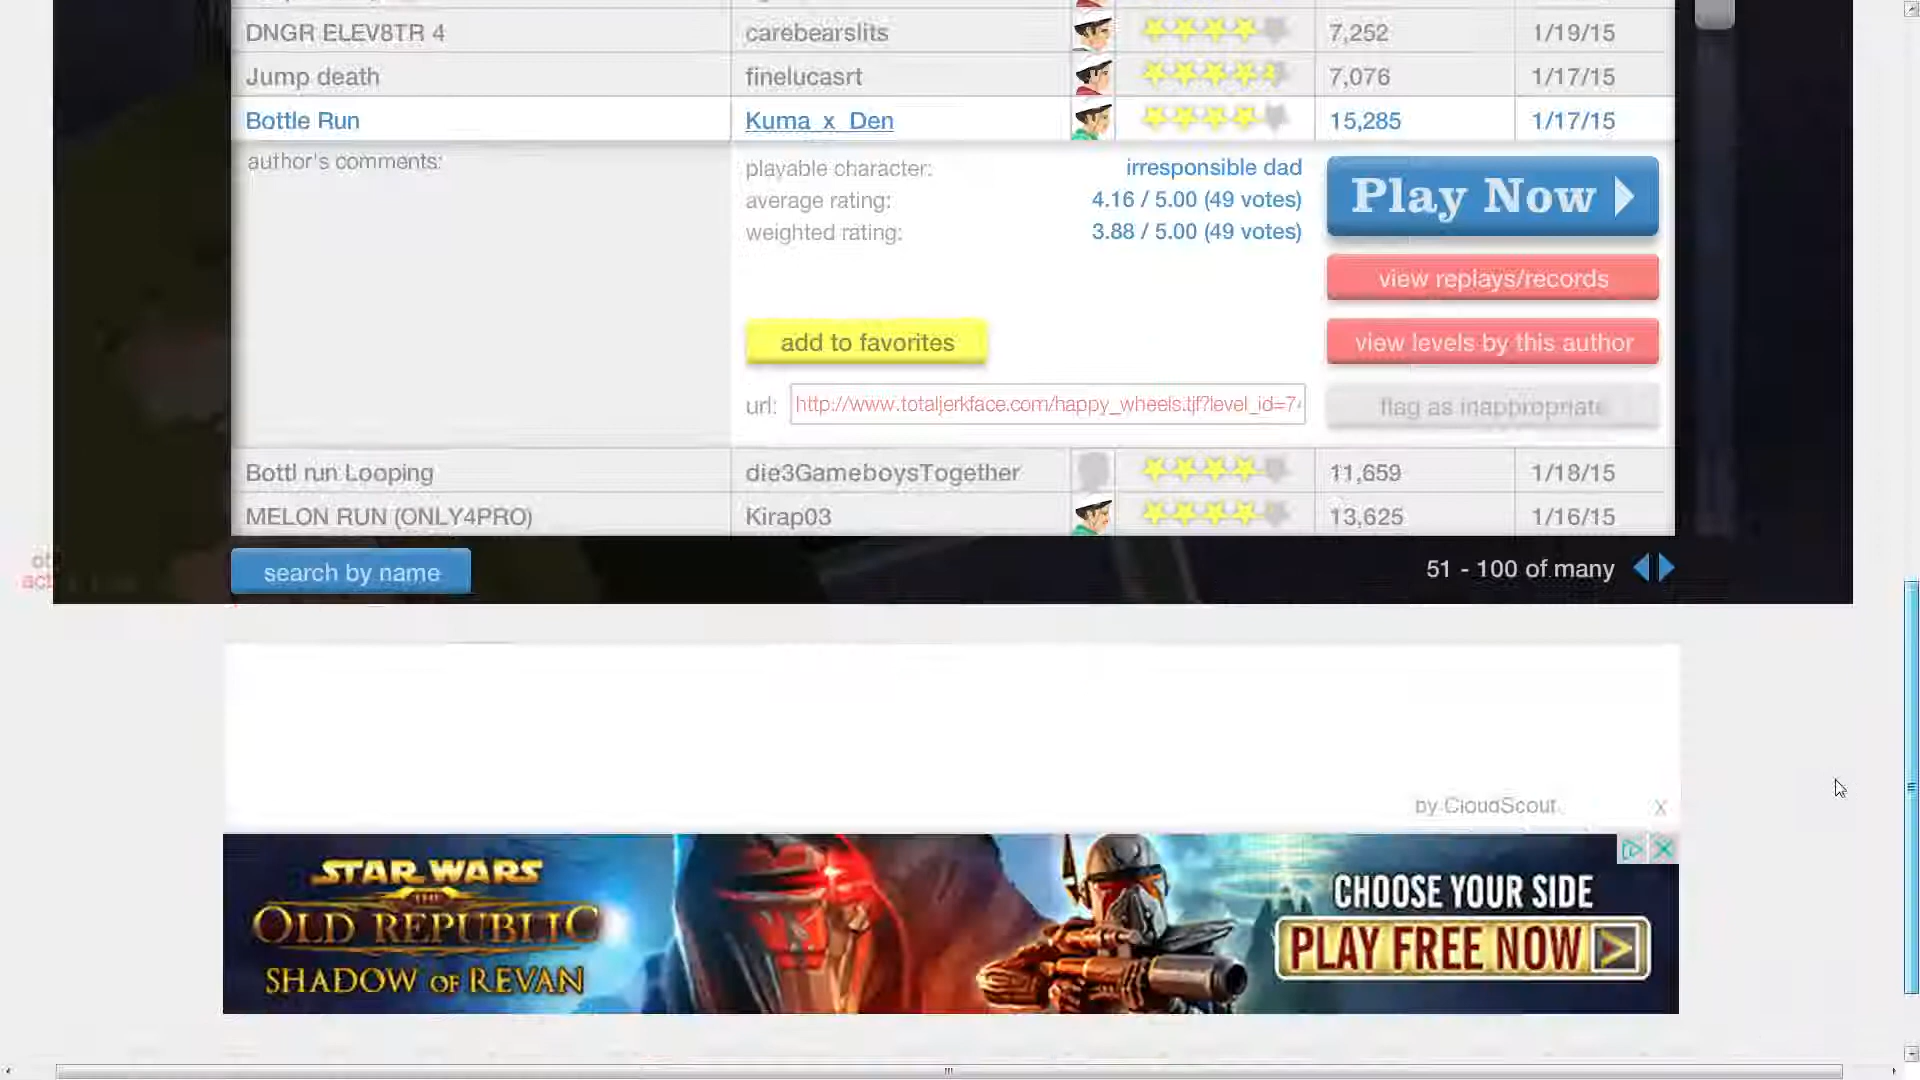 DNGR ELEV8TR 4 carebearslits 7,252 1/19/15
Jump death finelucasrt 7,076 1/17/15
Bottle Run Kuma_x_Den 15,285 1/17/15
author's comments:
playable character: irresponsible dad
average rating: 4.16 / 5.00 (49 votes)
weighted rating: 3.88 / 5.00 (49 votes)
Play Now
view replays/records
add to favorites
view levels by this author
url: http://www.totaljerkface.com/happy_wheels.tjf?level_id=7
flag as inappropriate
Bottl run Looping die3GameboysTogether 11,659 1/18/15
MELON RUN (ONLY4PRO) Kirap03 13,625 1/16/15
search by name
51 - 100 of many
by CloudScout
X
STAR WARS
THE
OLD REPUBLIC
SHADOW OF REVAN
CHOOSE YOUR SIDE
PLAY FREE NOW